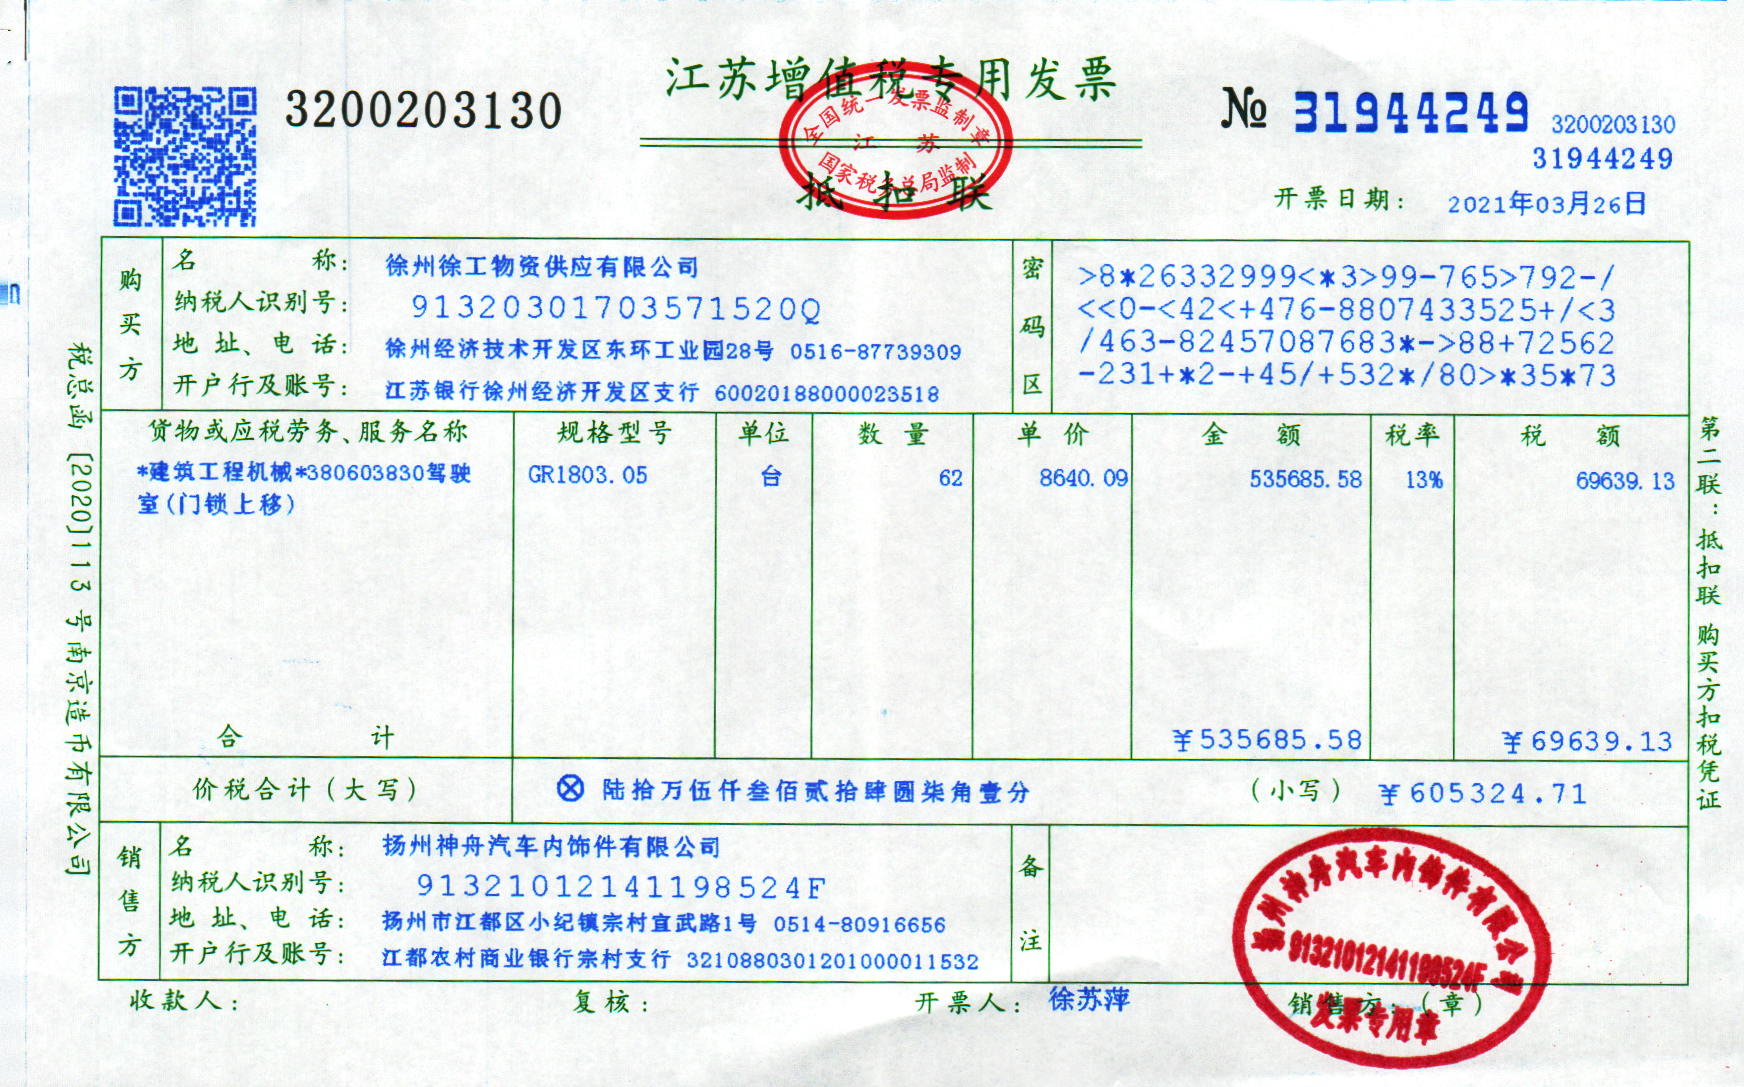 江苏增值税专用发票
3200203130
№ 31944249
3200203130
31944249
全国统一发票监制章
江苏
国家税务总局监制
抵扣联
开票日期： 2021年03月26日
购买方
名称： 徐州徐工物资供应有限公司
纳税人识别号： 91320301703571520Q
地址、电话： 徐州经济技术开发区东环工业园28号 0516-87739309
开户行及账号： 江苏银行徐州经济开发区支行 60020188000023518
密码区
>8*26332999<*3>99-765>792-/
<<0-<42<+476-8807433525+/<3
/463-82457087683*->88+72562
-231+*2-+45/+532*/80>*35*73
货物或应税劳务、服务名称 规格型号 单位 数量 单价 金额 税率 税额
*建筑工程机械*380603830驾驶 GR1803.05 台 62 8640.09 535685.58 13% 69639.13
室(门锁上移)
合计 ￥535685.58 ￥69639.13
价税合计（大写） ⊗ 陆拾万伍仟叁佰贰拾肆圆柒角壹分 （小写） ￥605324.71
销售方
名称： 扬州神舟汽车内饰件有限公司
纳税人识别号： 91321012141198524F
地址、电话： 扬州市江都区小纪镇宗村宜武路1号 0514-80916656
开户行及账号： 江都农村商业银行宗村支行 3210880301201000011532
备注
收款人： 复核： 开票人： 徐苏萍 销售方：（章）
扬州神舟汽车内饰件有限公司
91321012141198524F
发票专用章
税总函［2020］113号南京造币有限公司
第二联：抵扣联 购买方扣税凭证